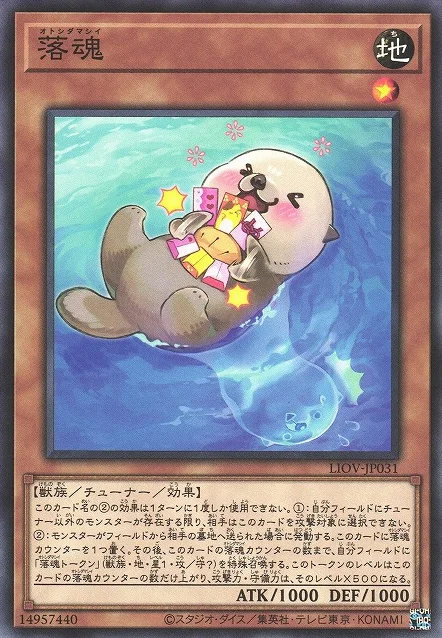 オトシダマシイ
落魂
ち
地
LIOV-JP031
【獣族／チューナー／効果】
このカード名の②の効果は1ターンに1度しか使用できない。①：自分フィールドにチュー
ナー以外のモンスターが存在する限り、相手はこのカードを攻撃対象に選択できない。
②：モンスターがフィールドから相手の墓地へ送られた場合に発動する。このカードに落魂
カウンターを1つ置く。その後、このカードの落魂カウンターの数まで、自分フィールドに
「落魂トークン」（獣族・地・星1・攻／守？）を特殊召喚する。このトークンのレベルはこ
のカードの落魂カウンターの数だけ上がり、攻撃力・守備力は、そのレベル×500になる。
ATK/1000 DEF/1000
14957440
©スタジオ・ダイス／集英社・テレビ東京・KONAMI